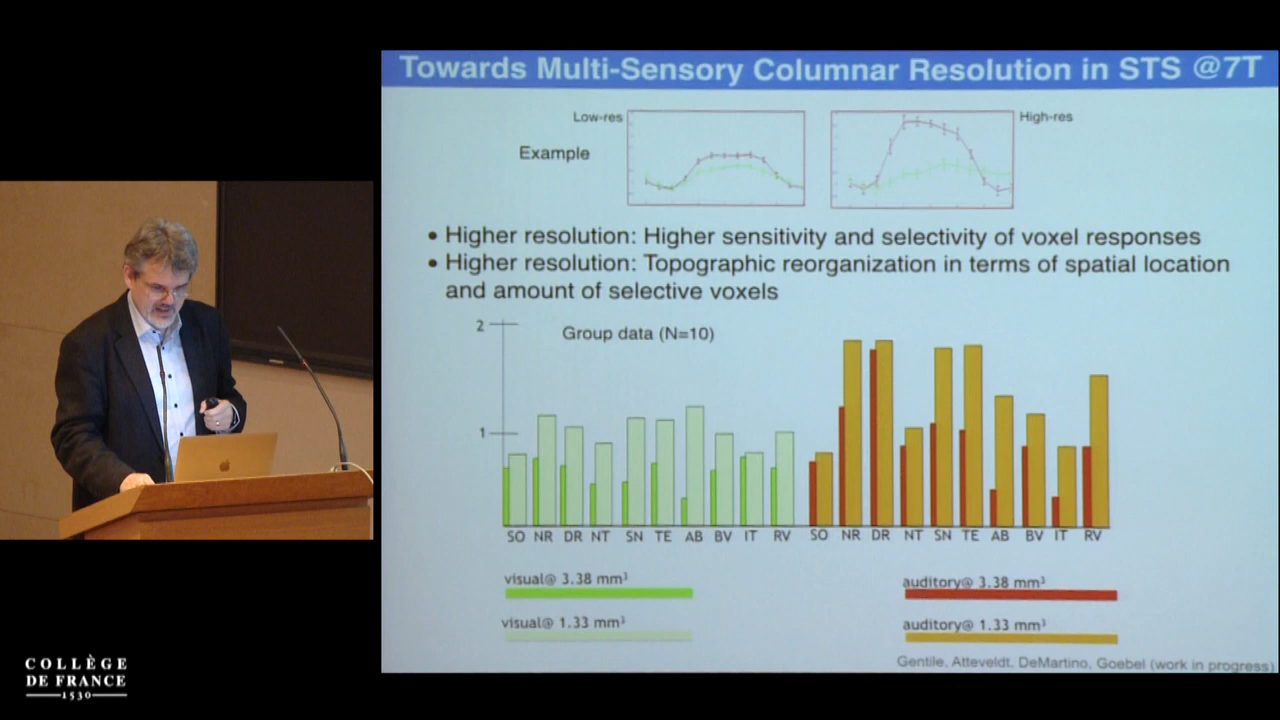 Towards Multi-Sensory Columnar Resolution in STS @7T
Low-res
High-res
Example
• Higher resolution: Higher sensitivity and selectivity of voxel responses
• Higher resolution: Topographic reorganization in terms of spatial location
and amount of selective voxels
2
Group data (N=10)
1
SO NR DR NT SN TE AB BV IT RV SO NR DR NT SN TE AB BV IT RV
visual@ 3.38 mm³
auditory@ 3.38 mm³
visual@ 1.33 mm³
auditory@ 1.33 mm³
Gentile, Atteveldt, DeMartino, Goebel (work in progress)
COLLÈGE
DE FRANCE
1530